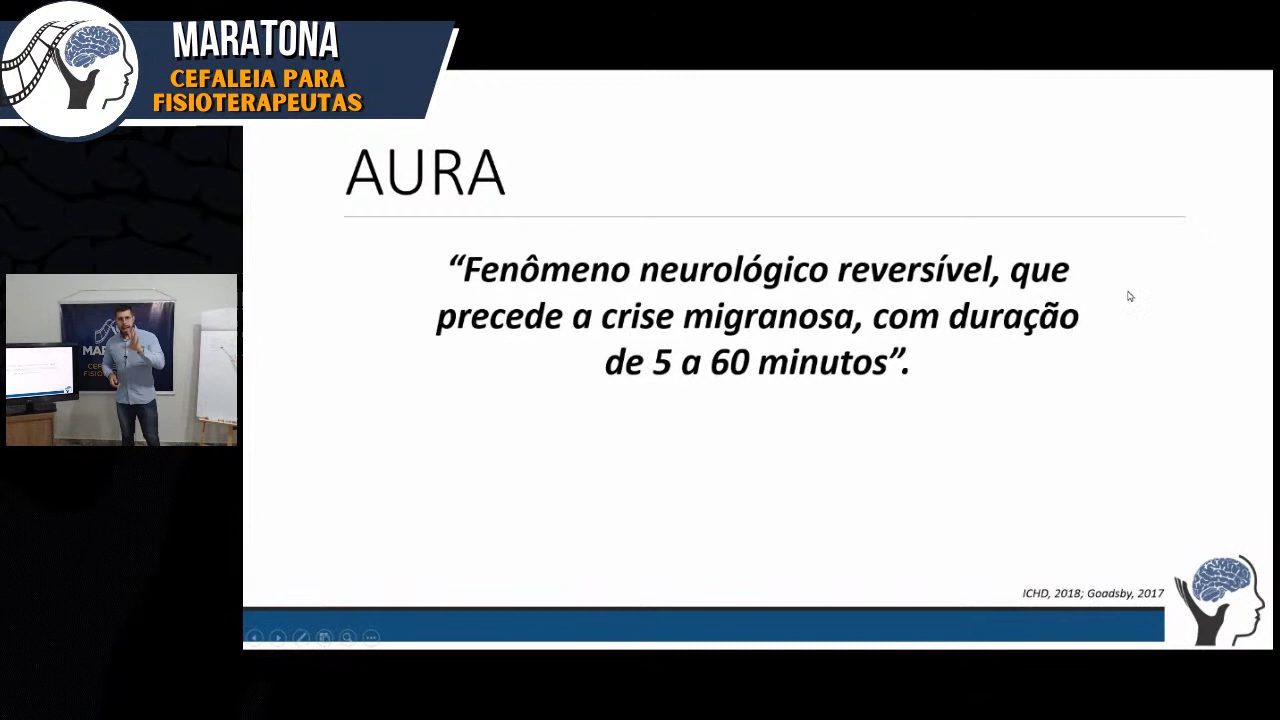 MARATONA
CEFALEIA PARA
FISIOTERAPEUTAS
AURA
“Fenômeno neurológico reversível, que
precede a crise migranosa, com duração
de 5 a 60 minutos”.
ICHD, 2018; Goadsby, 2017